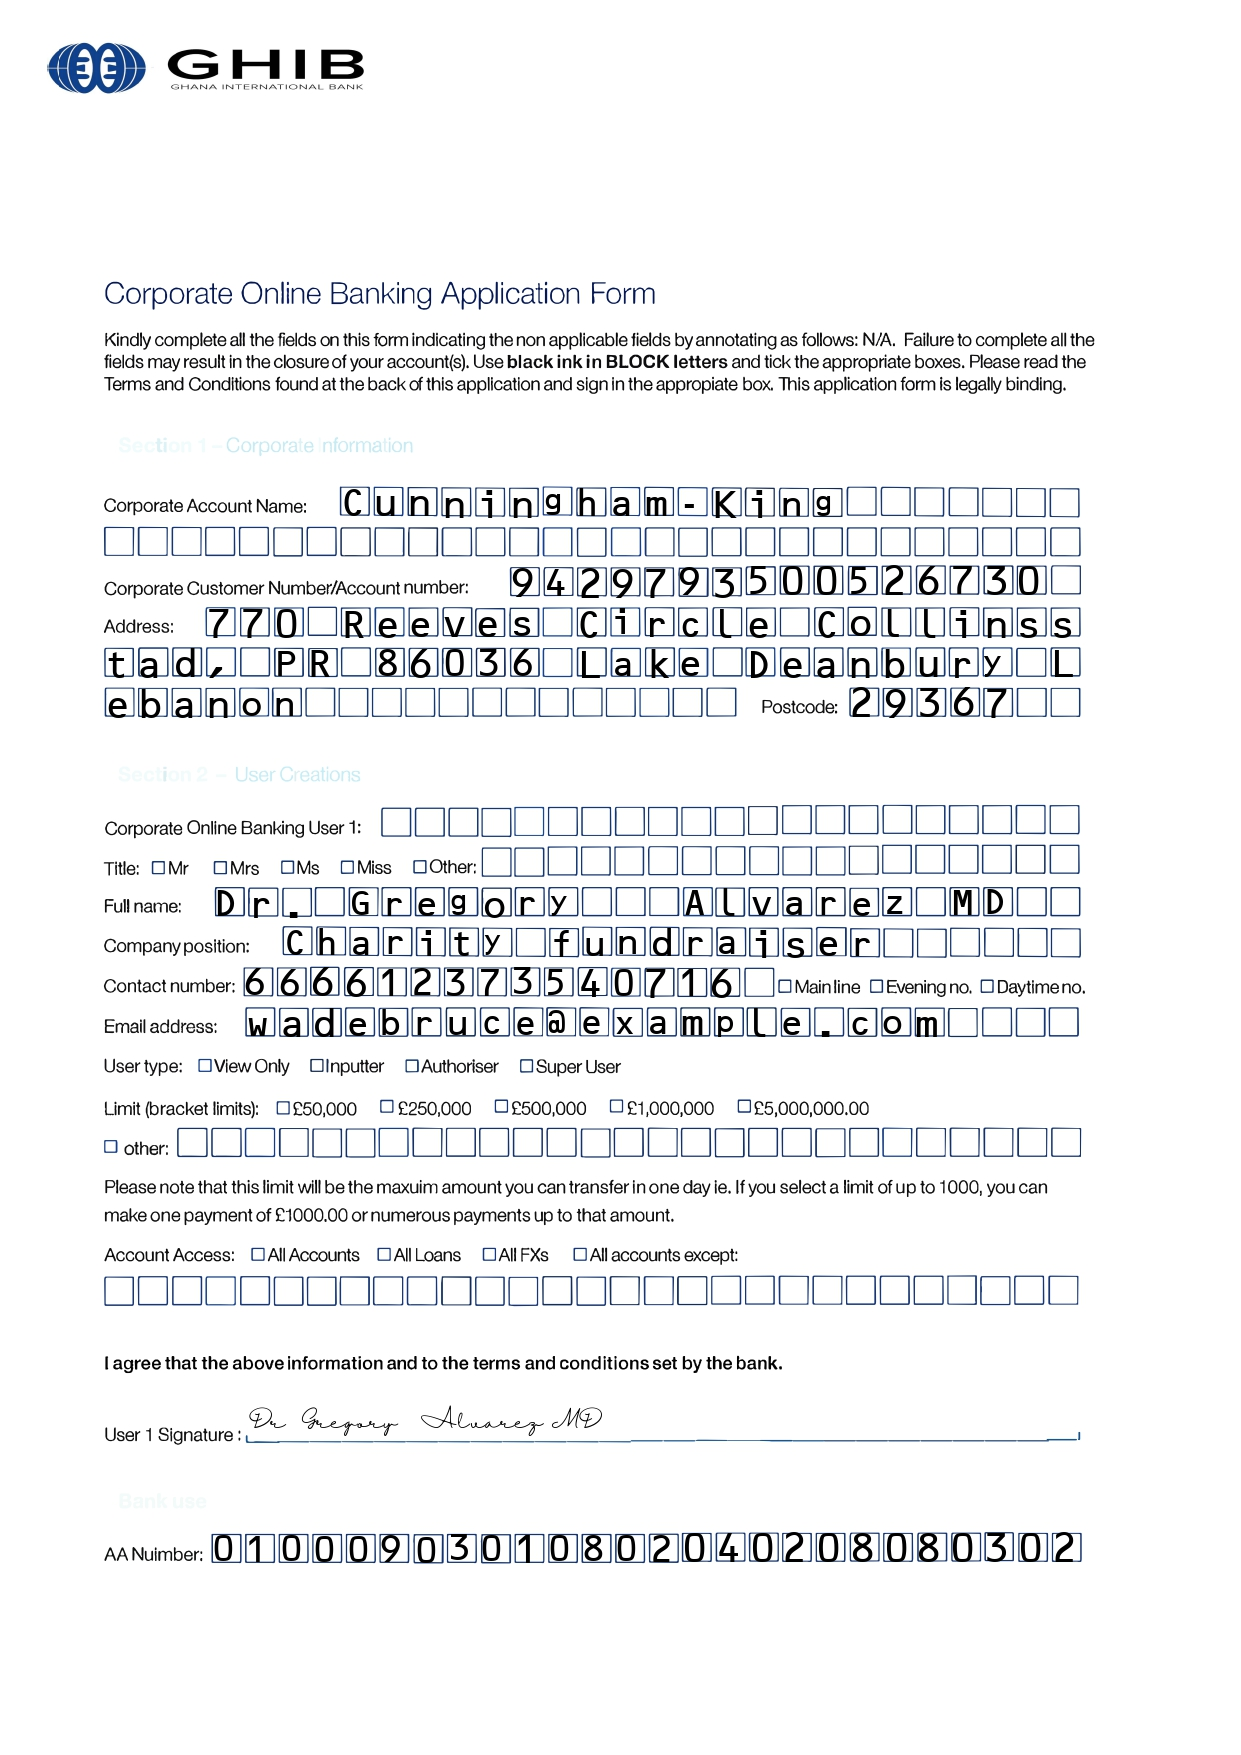 GHIB
GHANA INTERNATIONAL BANK
Corporate Online Banking Application Form
Kindly complete all the fields on this form indicating the non applicable fields by annotating as follows: N/A. Failure to complete all the
fields may result in the closure of your account(s). Use black ink in BLOCK letters and tick the appropriate boxes. Please read the
Terms and Conditions found at the back of this application and sign in the appropiate box. This application form is legally binding.
Section 1 – Corporate Information
Corporate Account Name: Cunningham-King
Corporate Customer Number/Account number: 9429793500526730
Address: 770 Reeves Circle Collinss
tad, PR 86036 Lake Deanbury L
ebanon Postcode: 29367
Section 2 – User Creations
Corporate Online Banking User 1:
Title: Mr Mrs Ms Miss Other:
Full name: Dr. Gregory Alvarez MD
Company position: Charity fundraiser
Contact number: 666612373540716 Main line Evening no. Daytime no.
Email address: wadebruce@example.com
User type: View Only Inputter Authoriser Super User
Limit (bracket limits): £50,000 £250,000 £500,000 £1,000,000 £5,000,000.00
other:
Please note that this limit will be the maxuim amount you can transfer in one day ie. If you select a limit of up to 1000, you can
make one payment of £1000.00 or numerous payments up to that amount.
Account Access: All Accounts All Loans All FXs All accounts except:
I agree that the above information and to the terms and conditions set by the bank.
User 1 Signature : Dr Gregory Alvarez MD
Bank use
AA Nuimber: 01000903010802040208080302